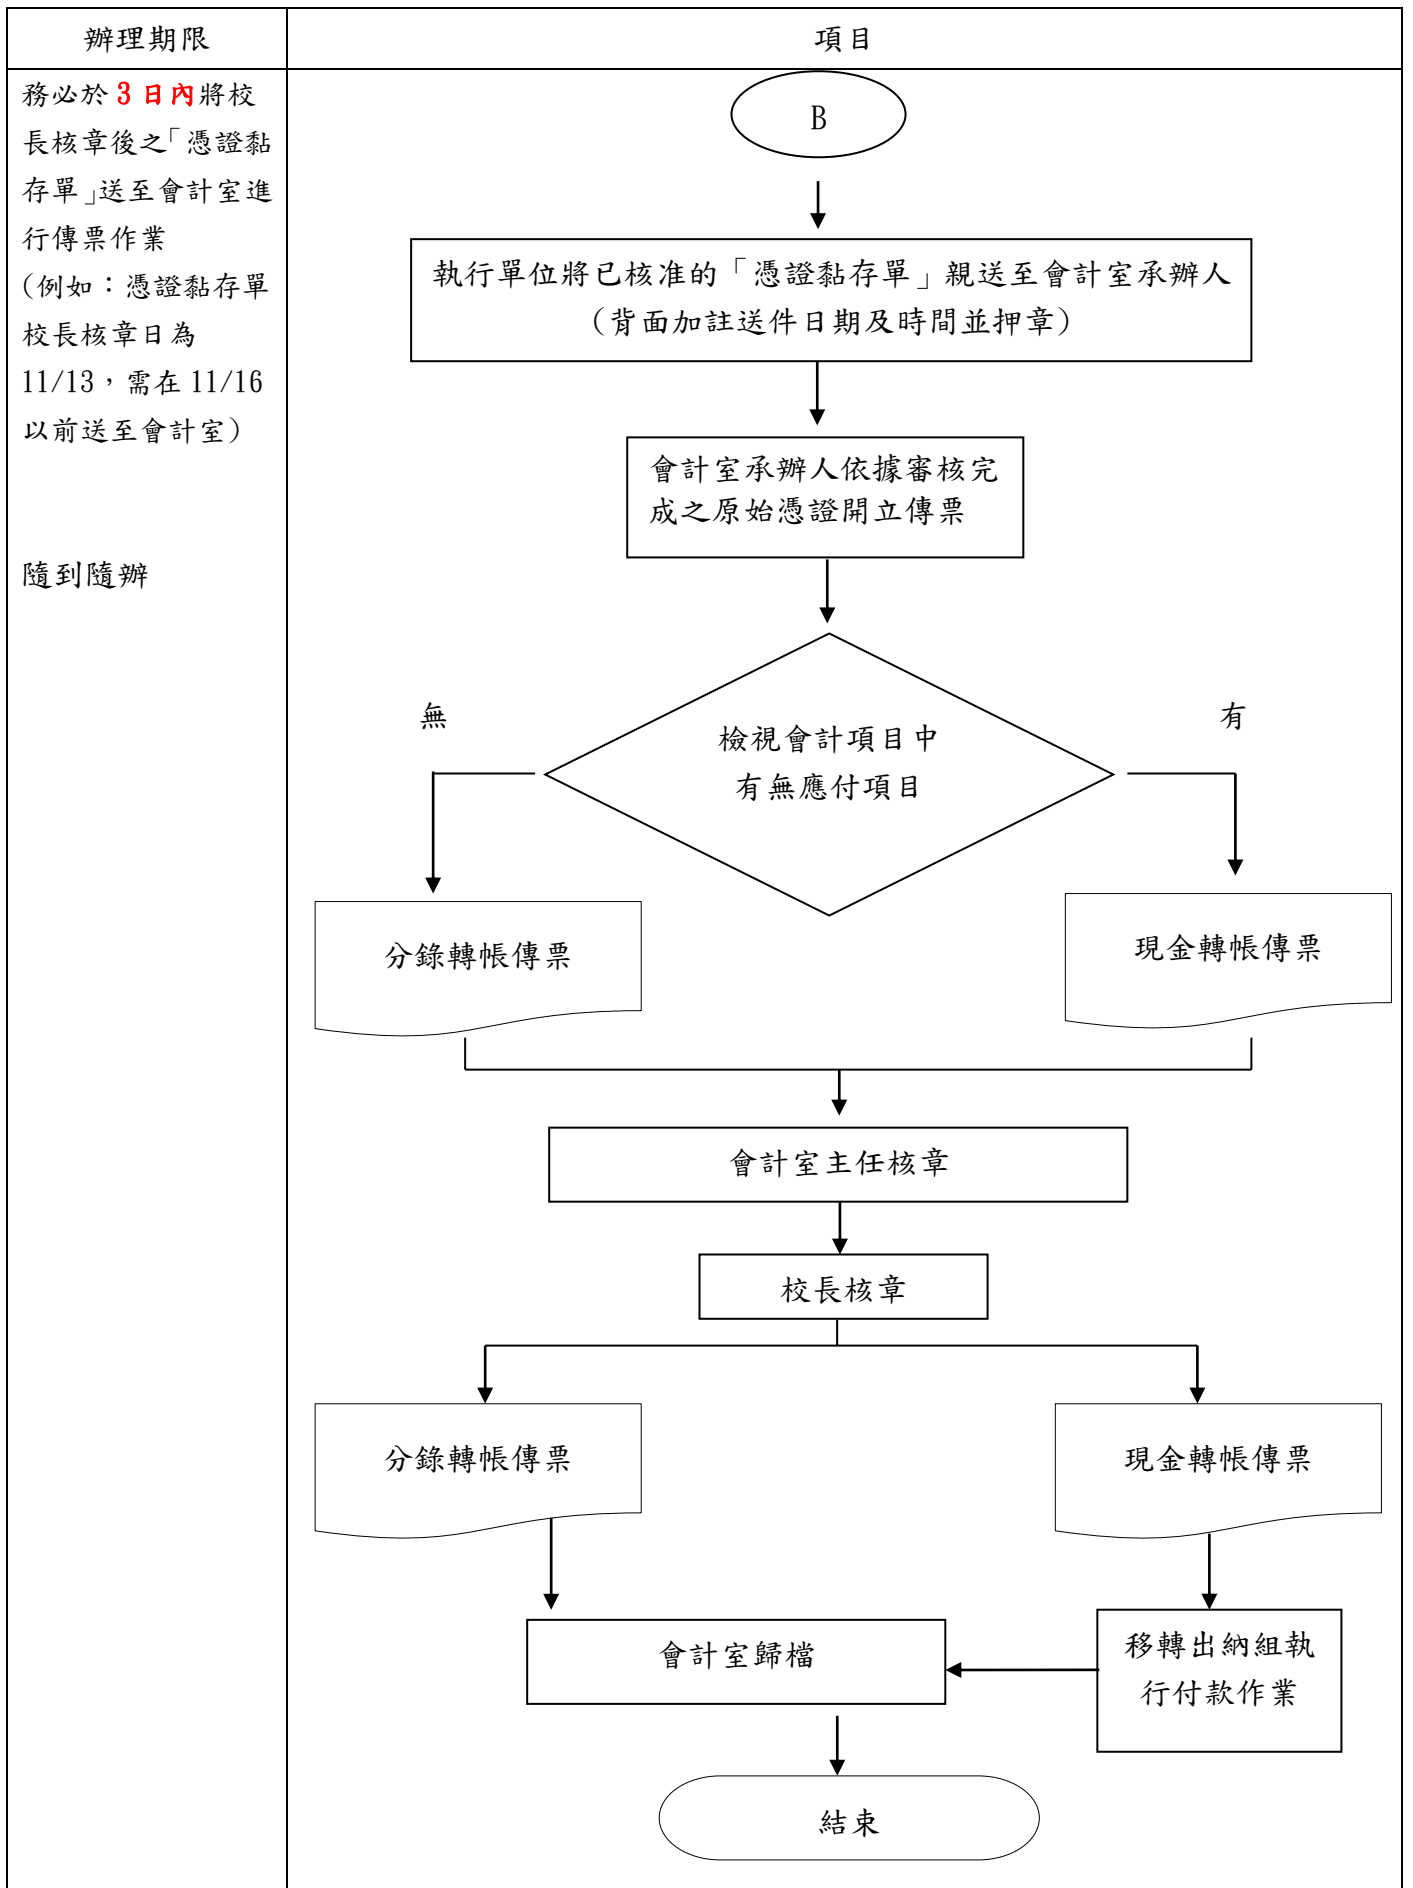 辦理期限
項目
務必於 3 日內將校
長核章後之「憑證黏
存單」送至會計室進
行傳票作業
(例如：憑證黏存單
校長核章日為
11/13，需在 11/16
以前送至會計室)
隨到隨辦
B
執行單位將已核准的「憑證黏存單」親送至會計室承辦人
(背面加註送件日期及時間並押章)
會計室承辦人依據審核完
成之原始憑證開立傳票
無
有
檢視會計項目中
有無應付項目
分錄轉帳傳票
現金轉帳傳票
會計室主任核章
校長核章
分錄轉帳傳票
現金轉帳傳票
會計室歸檔
移轉出納組執
行付款作業
結束